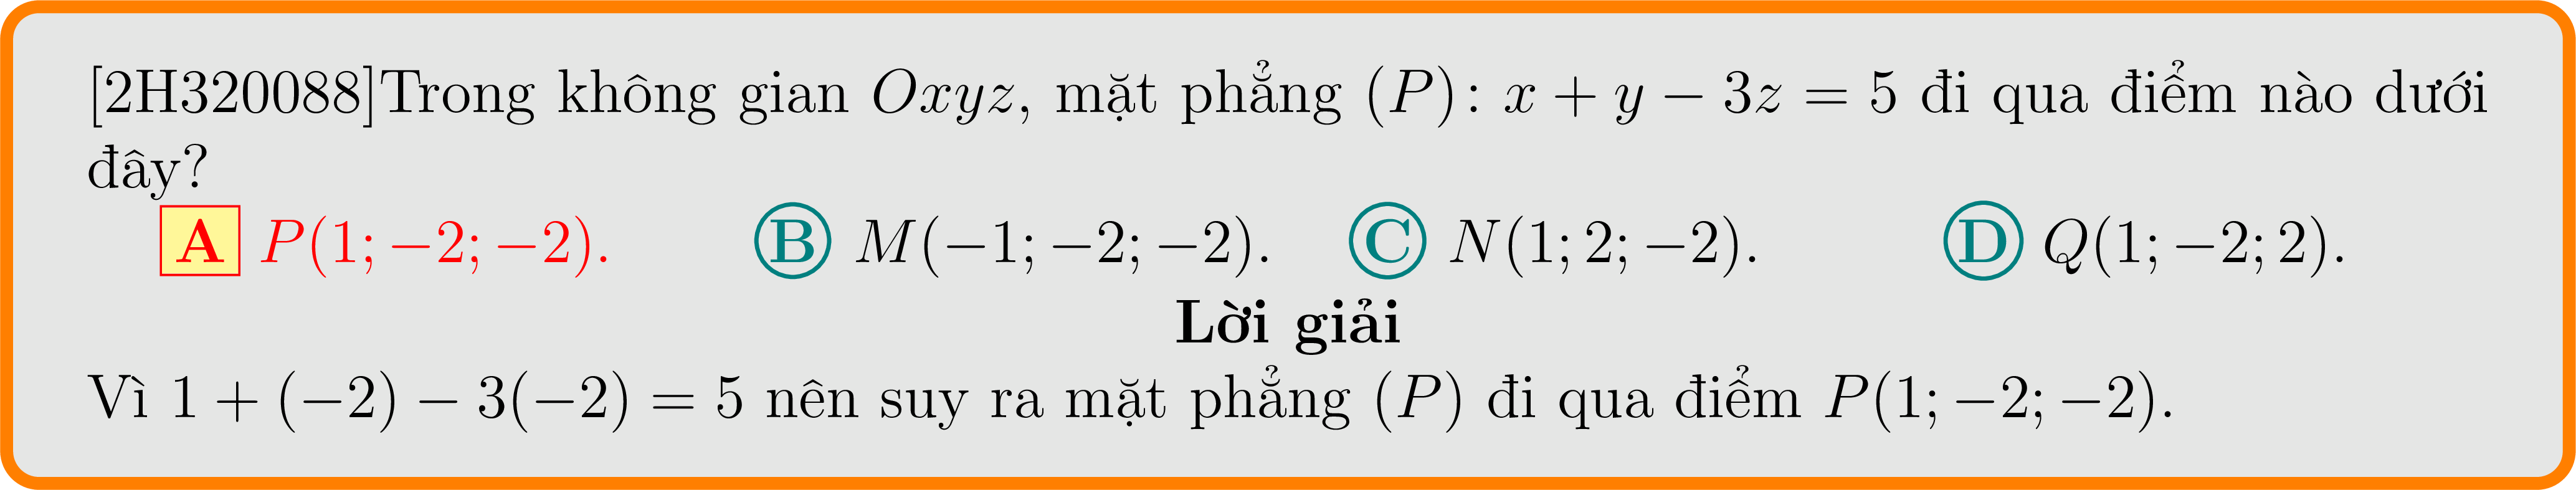 [2H320088]Trong không gian Oxyz, mặt phẳng (P): x + y − 3z = 5 đi qua điểm nào dưới
đây?
A P(1; −2; −2). B M(−1; −2; −2). C N(1; 2; −2). D Q(1; −2; 2).
Lời giải
Vì 1 + (−2) − 3(−2) = 5 nên suy ra mặt phẳng (P) đi qua điểm P(1; −2; −2).